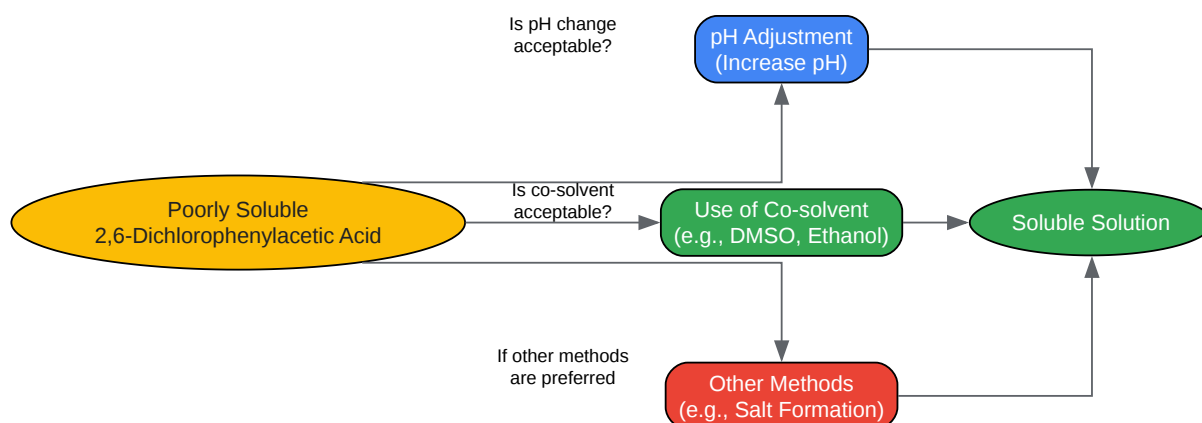 Is pH change
acceptable?
pH Adjustment
(Increase pH)
Poorly Soluble
2,6-Dichlorophenylacetic Acid
Is co-solvent
acceptable?
Use of Co-solvent
(e.g., DMSO, Ethanol)
Soluble Solution
If other methods
are preferred
Other Methods
(e.g., Salt Formation)